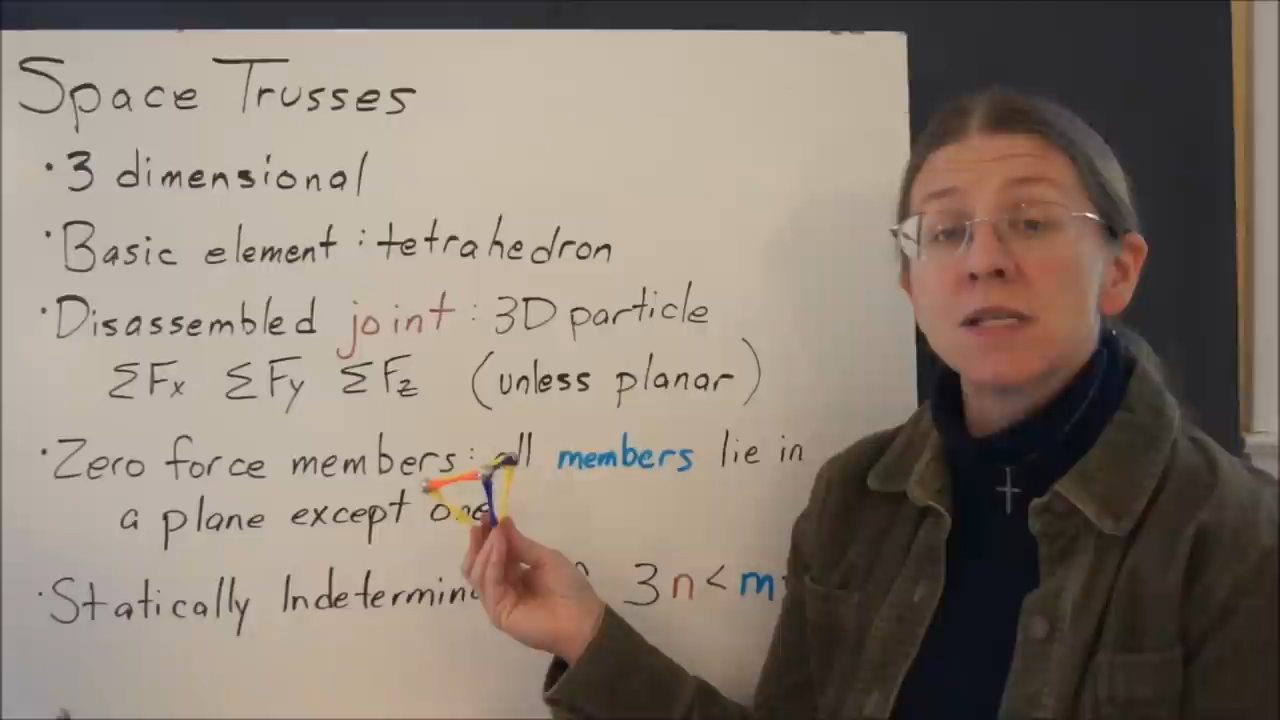 Space Trusses
• 3 dimensional
• Basic element : tetrahedron
• Disassembled joint : 3D particle
ΣFx ΣFy ΣFz (unless planar)
• Zero force members : all members lie in
a plane except one
• Statically 3n < m